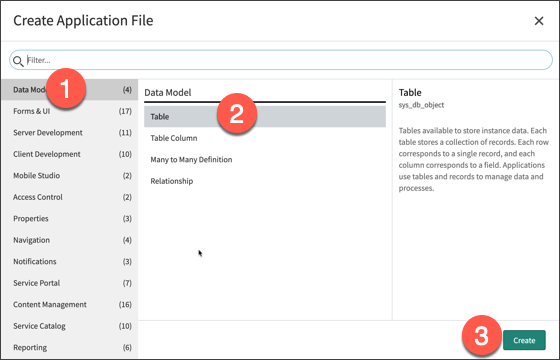 Create Application File
Filter...
Data Mod
(4)
1
Forms & UI
(17)
Server Development
(11)
Client Development
(10)
Mobile Studio
(2)
Access Control
(2)
Properties
(3)
Navigation
(4)
Notifications
(3)
Service Portal
(7)
Content Management
(16)
Service Catalog
(10)
Reporting
(6)
Data Model
Table
2
Table Column
Many to Many Definition
Relationship
Table
sys_db_object
Tables available to store instance data. Each
table stores a collection of records. Each row
corresponds to a single record, and each
column corresponds to a field. Applications
use tables and records to manage data and
processes.
3
Create